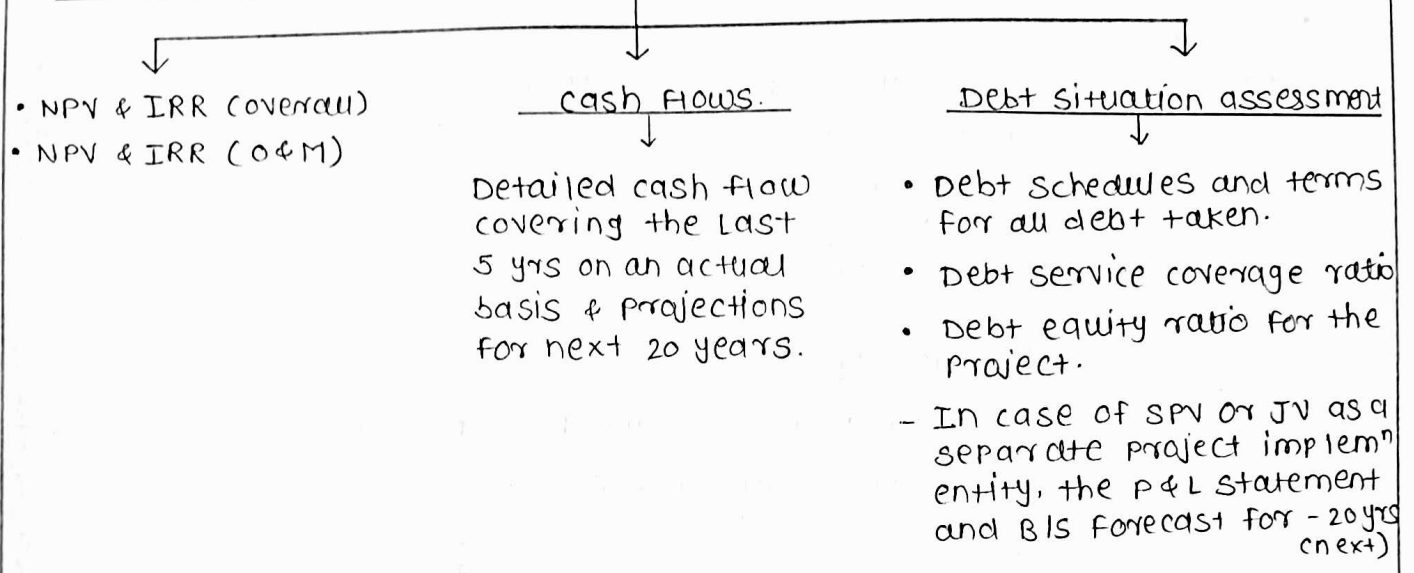 • NPV & IRR (overall)
• NPV & IRR (O&M)
cash flows.
Detailed cash flow
covering the Last
5 yrs on an actual
basis & projections
for next 20 years.
Debt situation assessment
• Debt schedules and terms
for all debt taken.
• Debt service coverage ratio
• Debt equity ratio for the
project.
- In case of SPV or JV as a
separate project implemⁿ
entity, the P&L statement
and B/S forecast for - 20 yrs
(next)